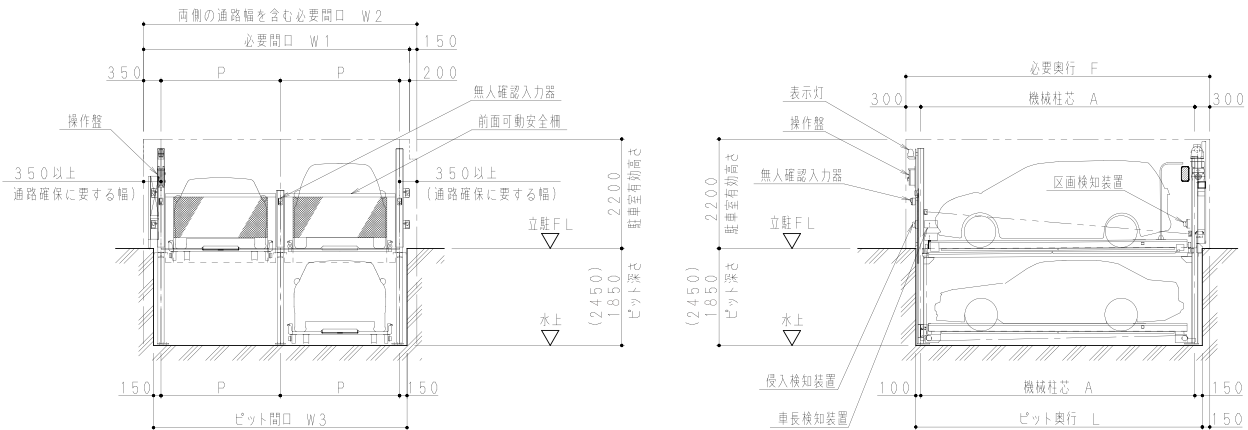 両側の通路幅を含む必要間口 W2
必要間口 W1
150
350
P
P
200
無人確認入力器
前面可動安全柵
操作盤
350以上
通路確保に要する幅)
350以上
(通路確保に要する幅)
2200
駐車室有効高さ
立駐FL
(2450)
1850
ピット深さ
水上
150
P
P
150
ピット間口 W3
必要奥行 F
300
機械柱芯 A
300
表示灯
操作盤
無人確認入力器
区画検知装置
2200
駐車室有効高さ
立駐FL
(2450)
1850
ピット深さ
水上
侵入検知装置
車長検知装置
100
機械柱芯 A
150
ピット奥行 L
150